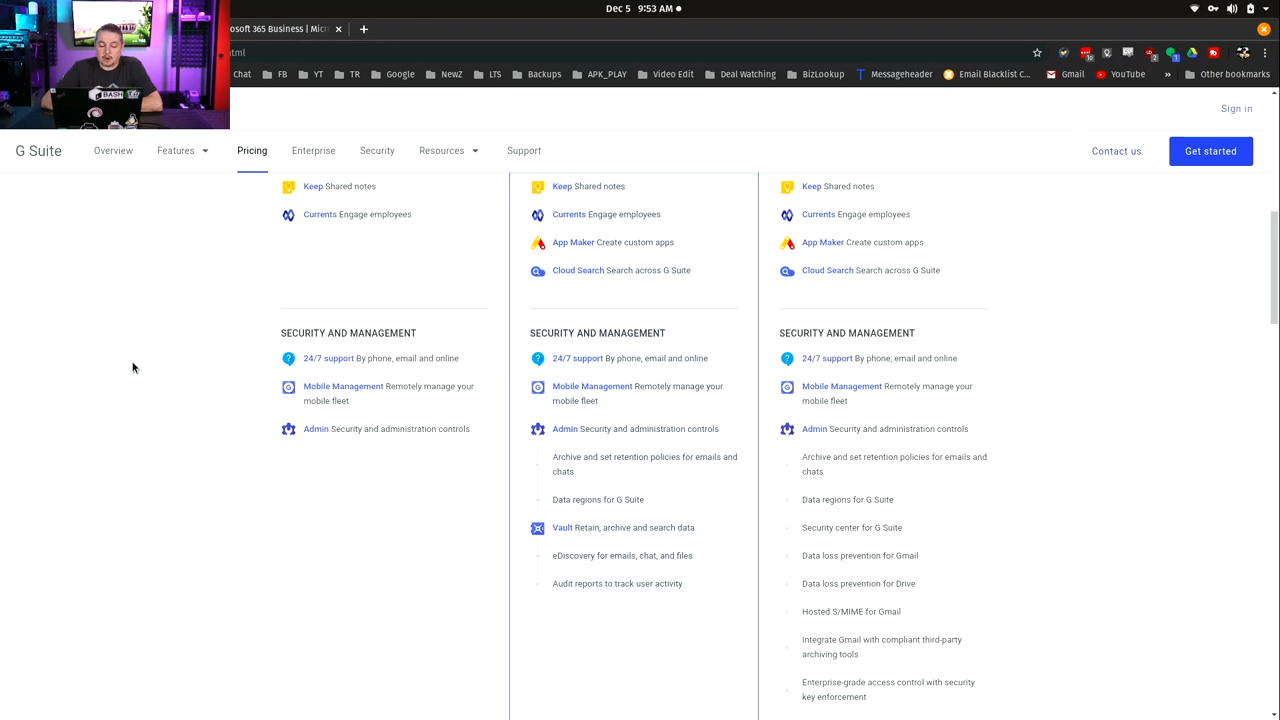 Dec 5 5:53 AM
osoft 365 Business | Micr
html
Chat FB YT TR Google NewZ LTS Backups APK_PLAY Video Edit Deal Watching BizLookup Messageheader Email Blacklist C... Gmail YouTube » Other bookmarks
BASH
Sign in
G Suite Overview Features Pricing Enterprise Security Resources Support Contact us Get started
Keep Shared notes
Currents Engage employees
SECURITY AND MANAGEMENT
24/7 support By phone, email and online
Mobile Management Remotely manage your
mobile fleet
Admin Security and administration controls
Keep Shared notes
Currents Engage employees
App Maker Create custom apps
Cloud Search Search across G Suite
SECURITY AND MANAGEMENT
24/7 support By phone, email and online
Mobile Management Remotely manage your
mobile fleet
Admin Security and administration controls
Archive and set retention policies for emails and
chats
Data regions for G Suite
Vault Retain, archive and search data
eDiscovery for emails, chat, and files
Audit reports to track user activity
Keep Shared notes
Currents Engage employees
App Maker Create custom apps
Cloud Search Search across G Suite
SECURITY AND MANAGEMENT
24/7 support By phone, email and online
Mobile Management Remotely manage your
mobile fleet
Admin Security and administration controls
Archive and set retention policies for emails and
chats
Data regions for G Suite
Security center for G Suite
Data loss prevention for Gmail
Data loss prevention for Drive
Hosted S/MIME for Gmail
Integrate Gmail with compliant third-party
archiving tools
Enterprise-grade access control with security
key enforcement